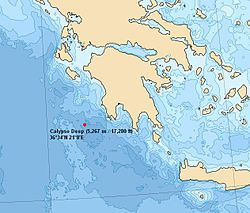 Calypso Deep (5,267 m / 17,280 ft)
36°34'N 21°8'E